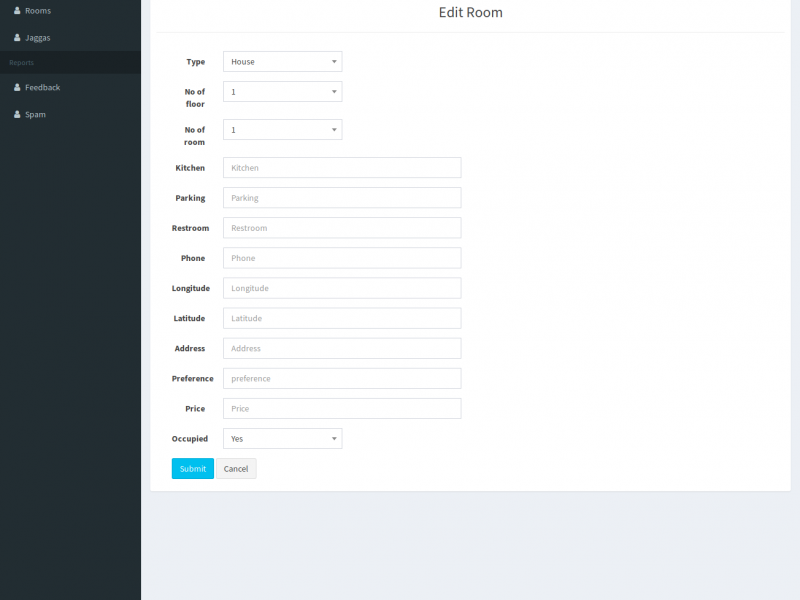 Rooms
Jaggas
Reports
Feedback
Spam
Edit Room
Type House
No of floor 1
No of room 1
Kitchen Kitchen
Parking Parking
Restroom Restroom
Phone Phone
Longitude Longitude
Latitude Latitude
Address Address
Preference preference
Price Price
Occupied Yes
Submit Cancel